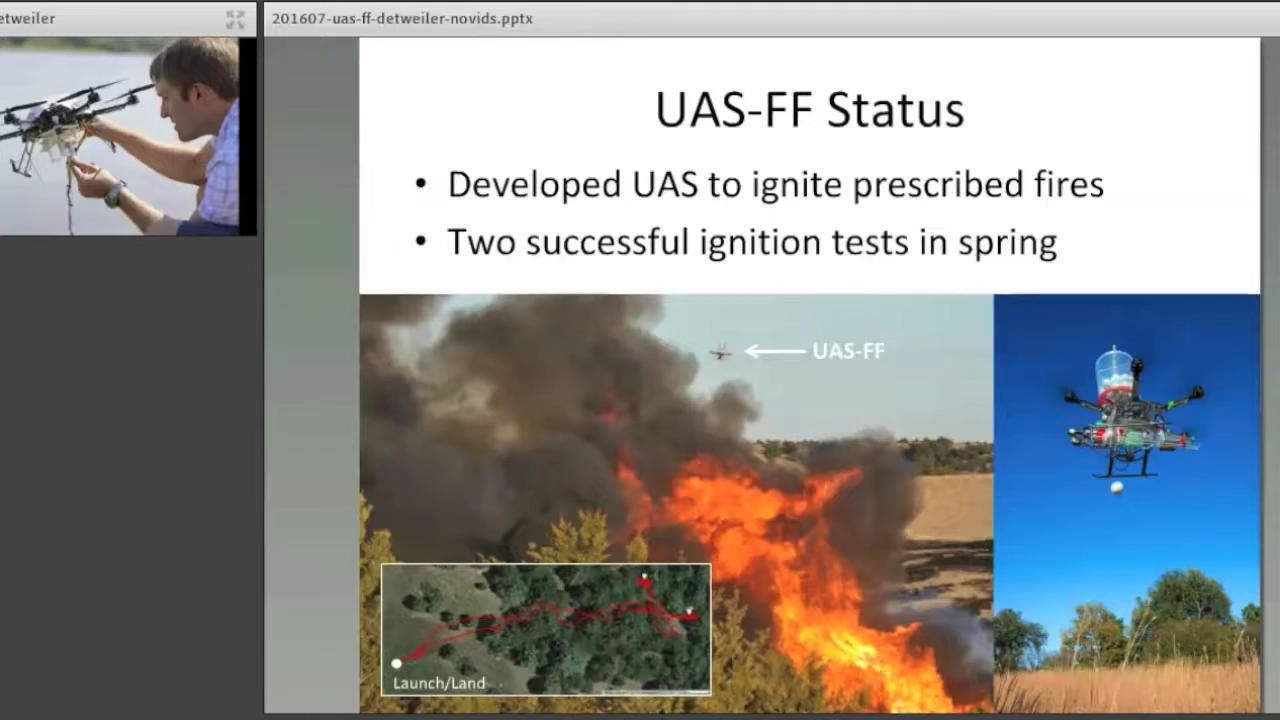 etweiler
201607-uas-ff-detweiler-novids.pptx
UAS-FF Status
• Developed UAS to ignite prescribed fires
• Two successful ignition tests in spring
UAS-FF
Launch/Land